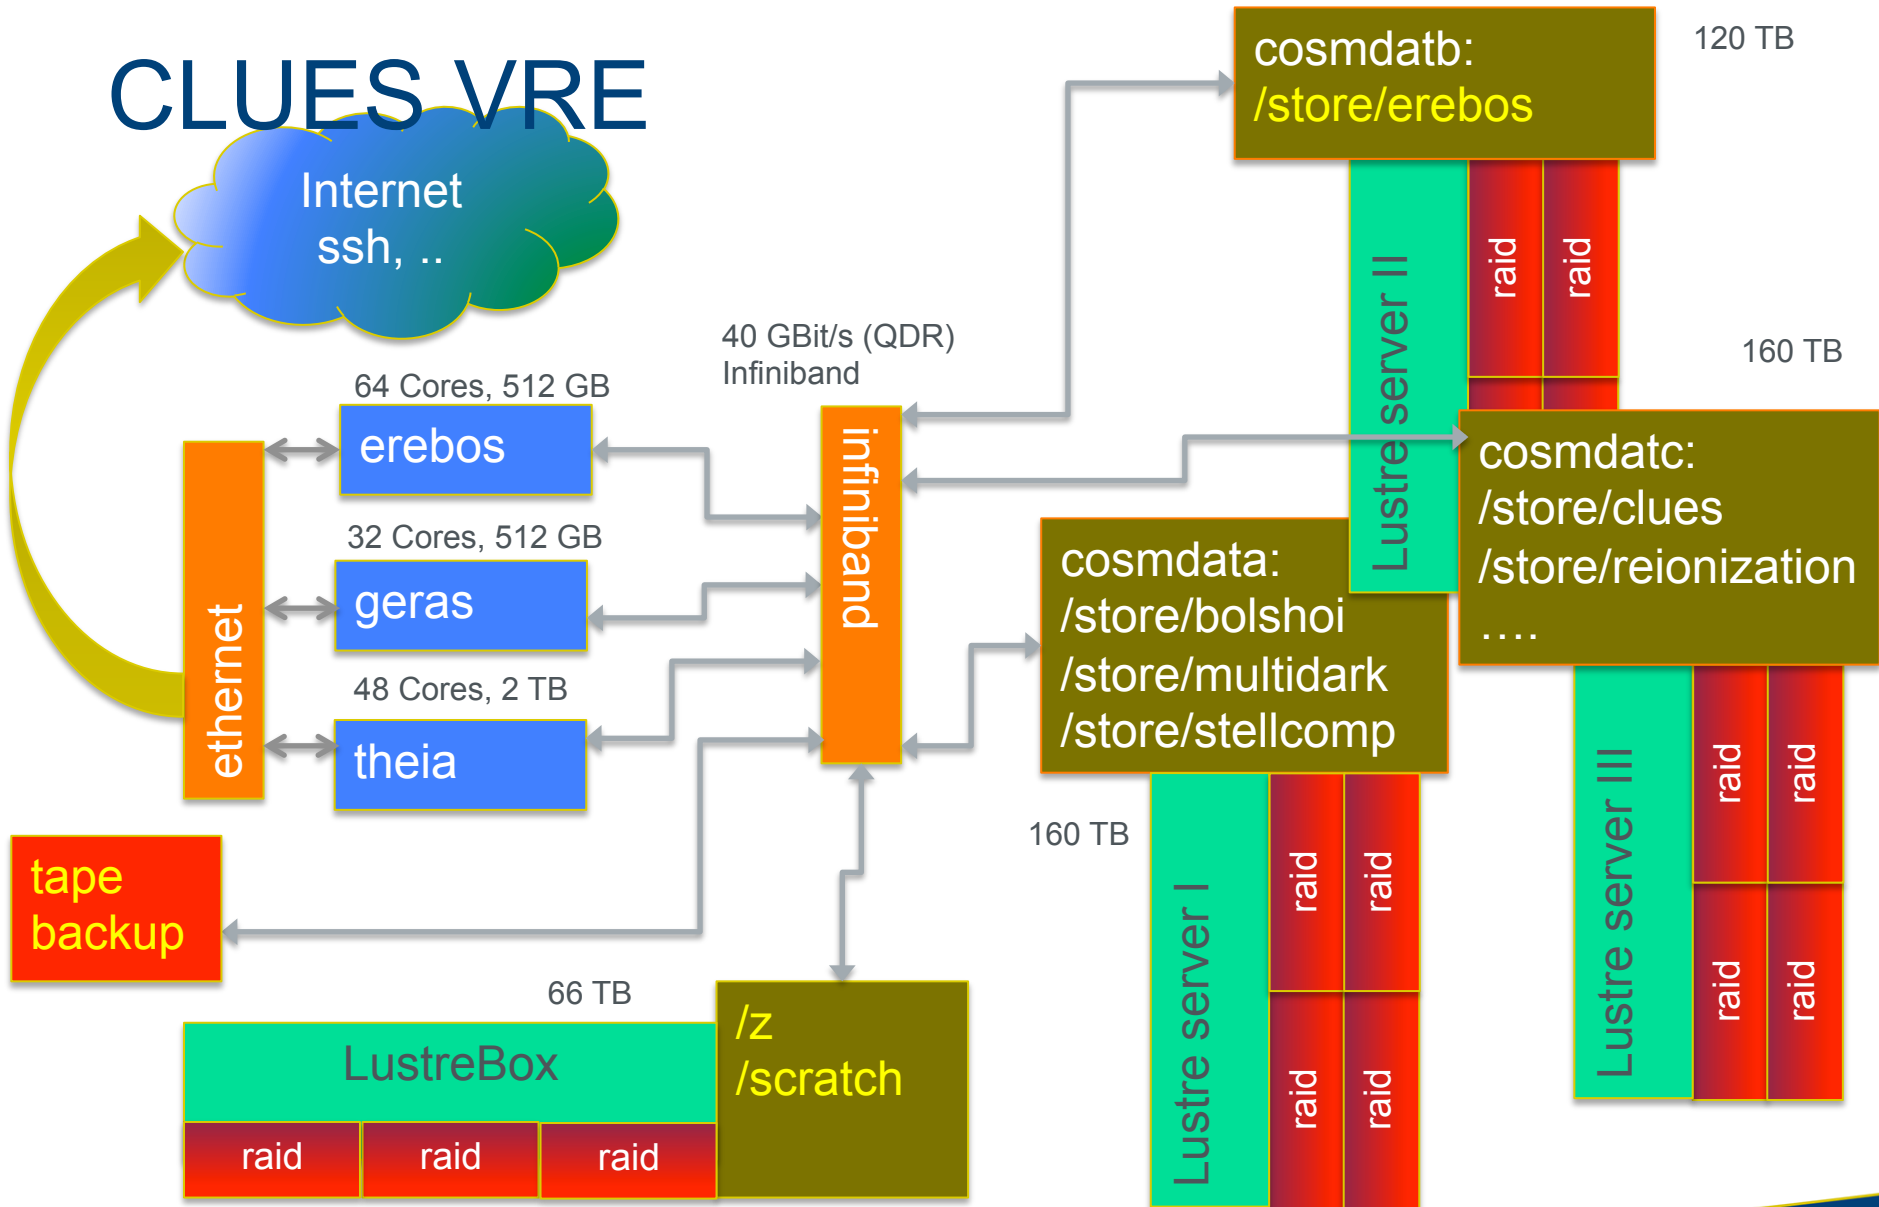 CLUES VRE
Internet
ssh, ..
64 Cores, 512 GB
erebos
32 Cores, 512 GB
geras
48 Cores, 2 TB
theia
ethernet
tape
backup
40 GBit/s (QDR)
Infiniband
infiniband
66 TB
LustreBox
raid
raid
raid
/z
/scratch
cosmdatb:
/store/erebos
120 TB
Lustre server II
raid
raid
160 TB
cosmdatc:
/store/clues
/store/reionization
....
Lustre server III
raid
raid
raid
raid
cosmdata:
/store/bolshoi
/store/multidark
/store/stellcomp
160 TB
Lustre server I
raid
raid
raid
raid